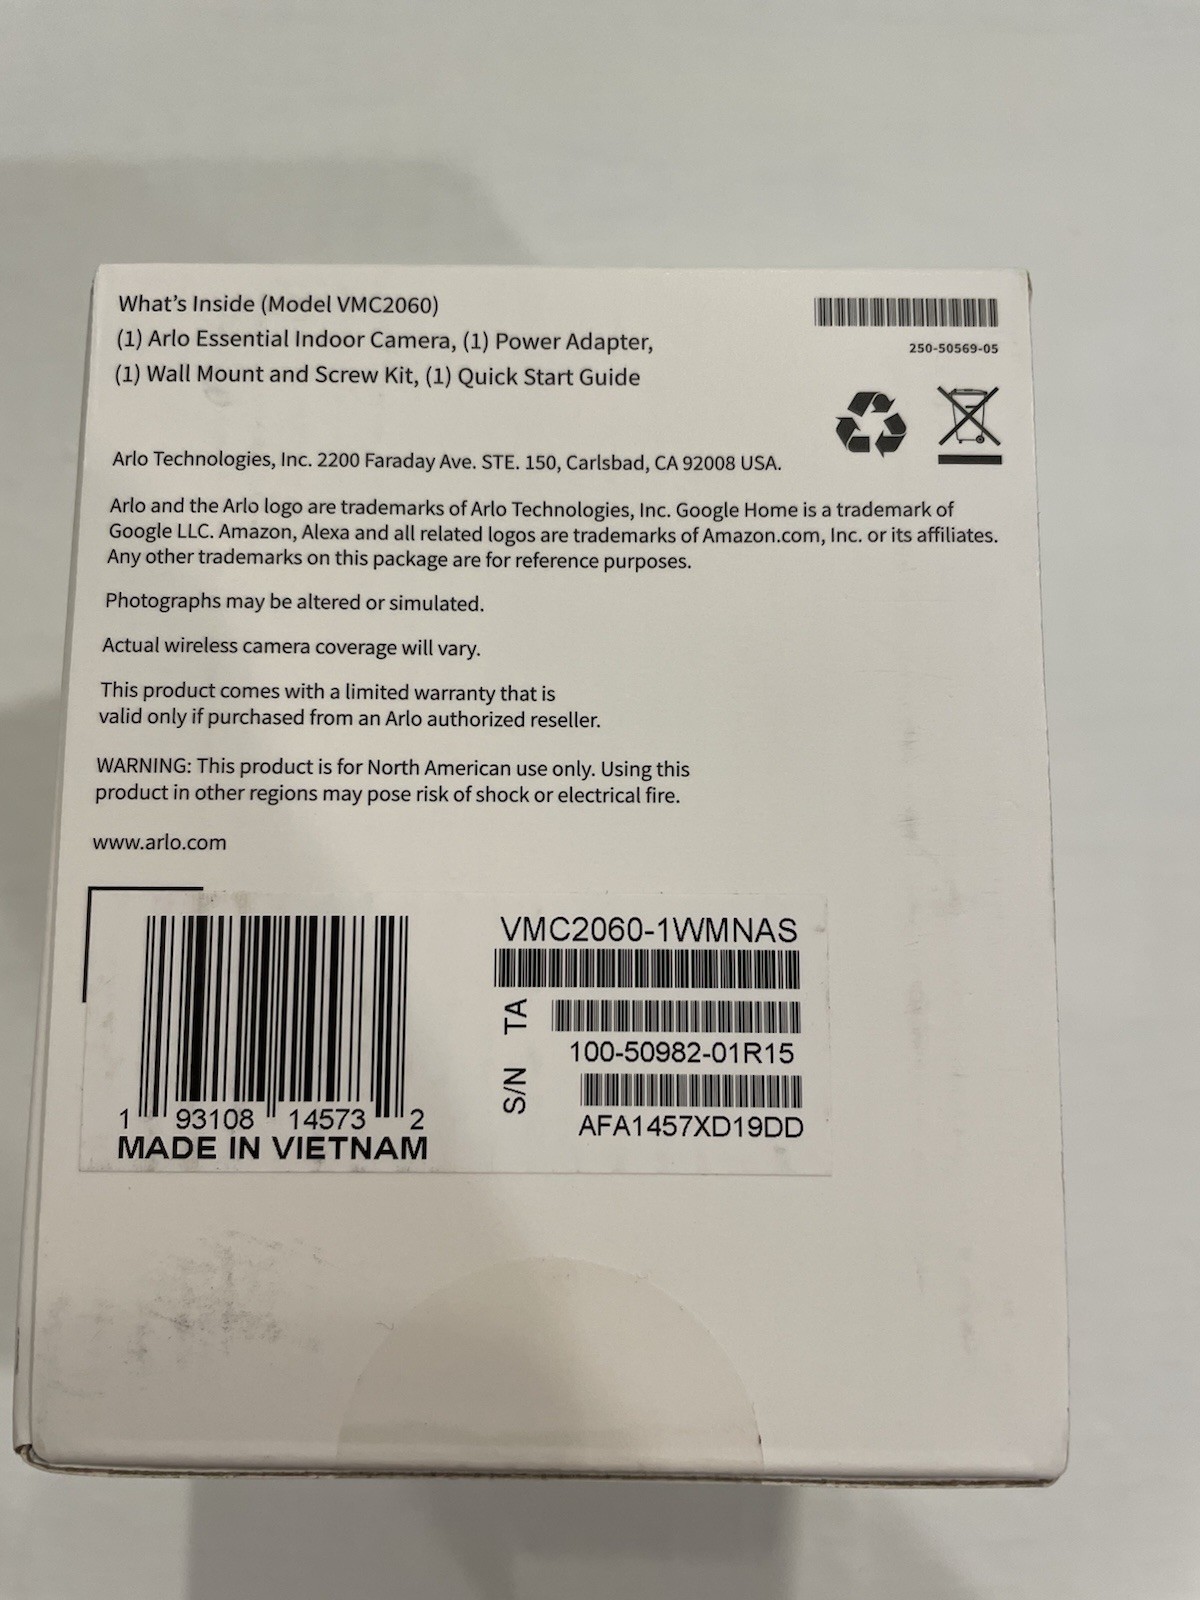 What's Inside (Model VMC2060)
(1) Arlo Essential Indoor Camera, (1) Power Adapter,
(1) Wall Mount and Screw Kit, (1) Quick Start Guide
250-50569-05
Arlo Technologies, Inc. 2200 Faraday Ave. STE. 150, Carlsbad, CA 92008 USA.
Arlo and the Arlo logo are trademarks of Arlo Technologies, Inc. Google Home is a trademark of
Google LLC. Amazon, Alexa and all related logos are trademarks of Amazon.com, Inc. or its affiliates.
Any other trademarks on this package are for reference purposes.
Photographs may be altered or simulated.
Actual wireless camera coverage will vary.
This product comes with a limited warranty that is
valid only if purchased from an Arlo authorized reseller.
WARNING: This product is for North American use only. Using this
product in other regions may pose risk of shock or electrical fire.
www.arlo.com
1 93108 14573 2
MADE IN VIETNAM
VMC2060-1WMNAS
TA
100-50982-01R15
S/N
AFA1457XD19DD